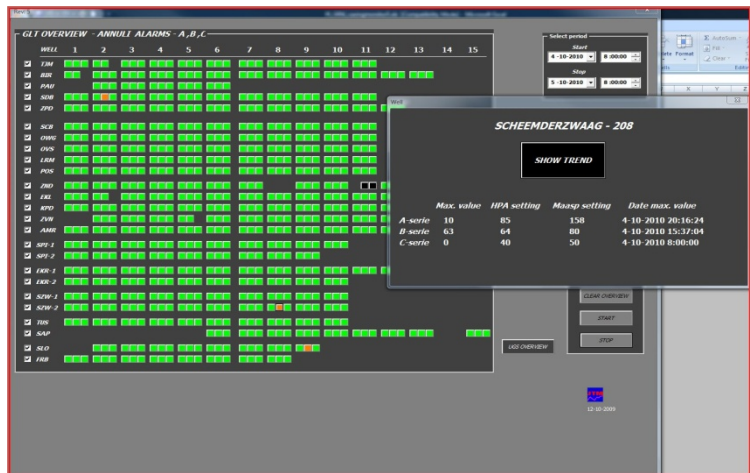 GLT OVERVIEW - ANNULI ALARMS - A,B,C
WELL 1 2 3 4 5 6 7 8 9 10 11 12 13 14 15
TJM
BIR
PAU
SDB
ZPD
SCB
OWG
OVS
LRM
POS
ZND
EKL
KPD
ZVN
AMR
SPI-1
SPI-2
EKR-1
EKR-2
SZW-1
SZW-2
TUS
SAP
SLO
FRB
Select period
Start
4 -10-2010 8 :00:00
Stop
5 -10-2010 8 :00:00
Well
SCHEEMDERZWAAG - 208
SHOW TREND
Max. value HPA setting Maasp setting Date max. value
A-serie 10 85 158 4-10-2010 20:16:24
B-serie 63 64 80 4-10-2010 15:37:04
C-serie 0 40 50 4-10-2010 8:00:00
CLEAR OVERVIEW
START
STOP
UGS OVERVIEW
12-10-2009
Format
AutoSum
Fill
Clear
X Y Z